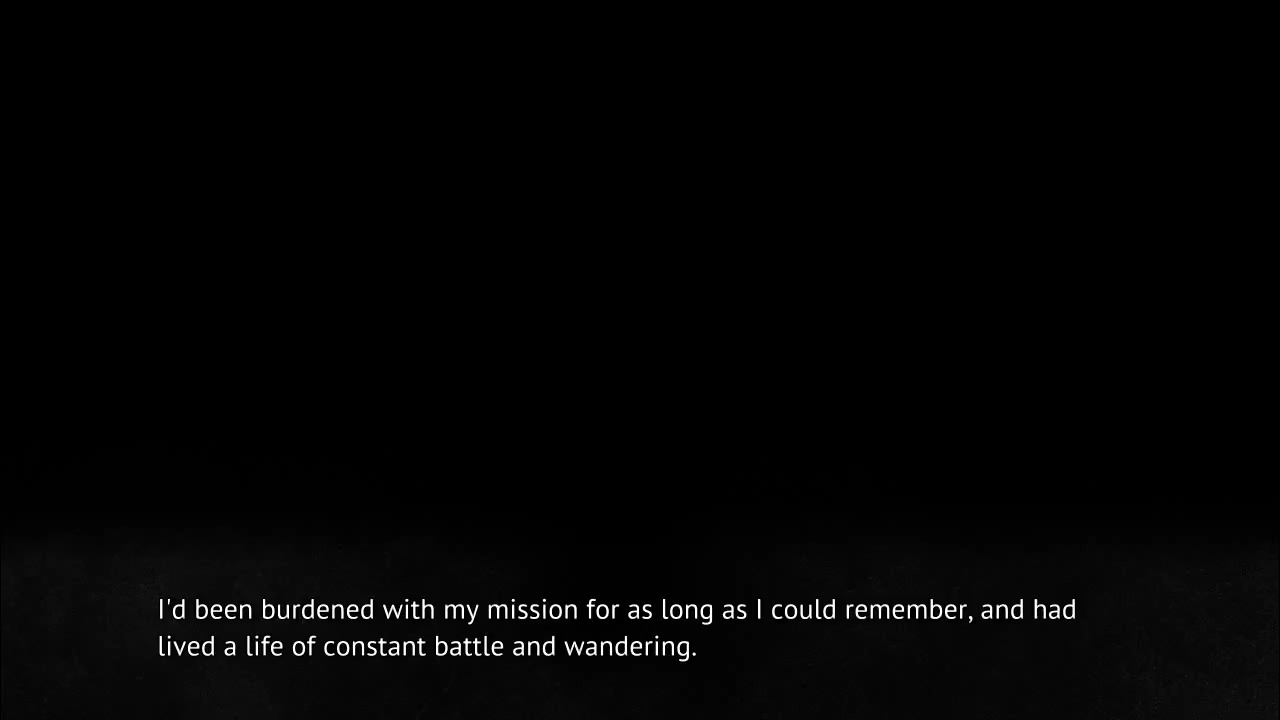 I'd been burdened with my mission for as long as I could remember, and had
lived a life of constant battle and wandering.